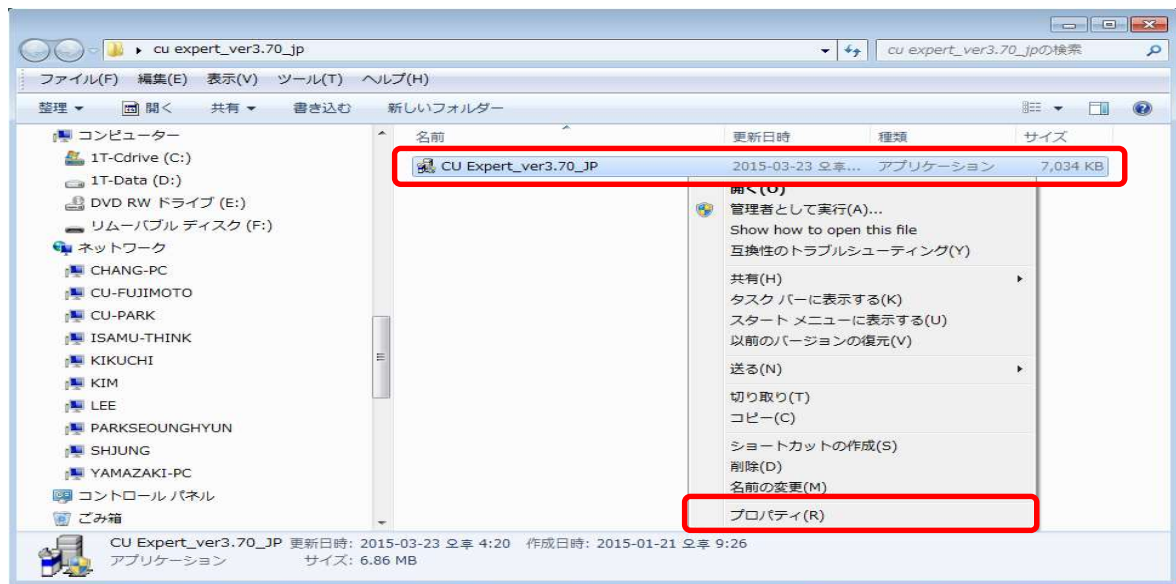 cu expert_ver3.70_jp
cu expert_ver3.70_jpの検索
ファイル(F) 編集(E) 表示(V) ツール(T) ヘルプ(H)
整理 開く 共有 書き込む 新しいフォルダー
名前 更新日時 種類 サイズ
CU Expert_ver3.70_JP 2015-03-23 오후... アプリケーション 7,034 KB
コンピューター
1T-Cdrive (C:)
1T-Data (D:)
DVD RW ドライブ (E:)
リムーバブル ディスク (F:)
ネットワーク
CHANG-PC
CU-FUJIMOTO
CU-PARK
ISAMU-THINK
KIKUCHI
KIM
LEE
PARKSEOUNGHYUN
SHJUNG
YAMAZAKI-PC
コントロール パネル
ごみ箱
開く(O)
管理者として実行(A)...
Show how to open this file
互換性のトラブルシューティング(Y)
共有(H)
タスク バーに表示する(K)
スタート メニューに表示する(U)
以前のバージョンの復元(V)
送る(N)
切り取り(T)
コピー(C)
ショートカットの作成(S)
削除(D)
名前の変更(M)
プロパティ(R)
CU Expert_ver3.70_JP 更新日時: 2015-03-23 오후 4:20 作成日時: 2015-01-21 오후 9:26
アプリケーション サイズ: 6.86 MB